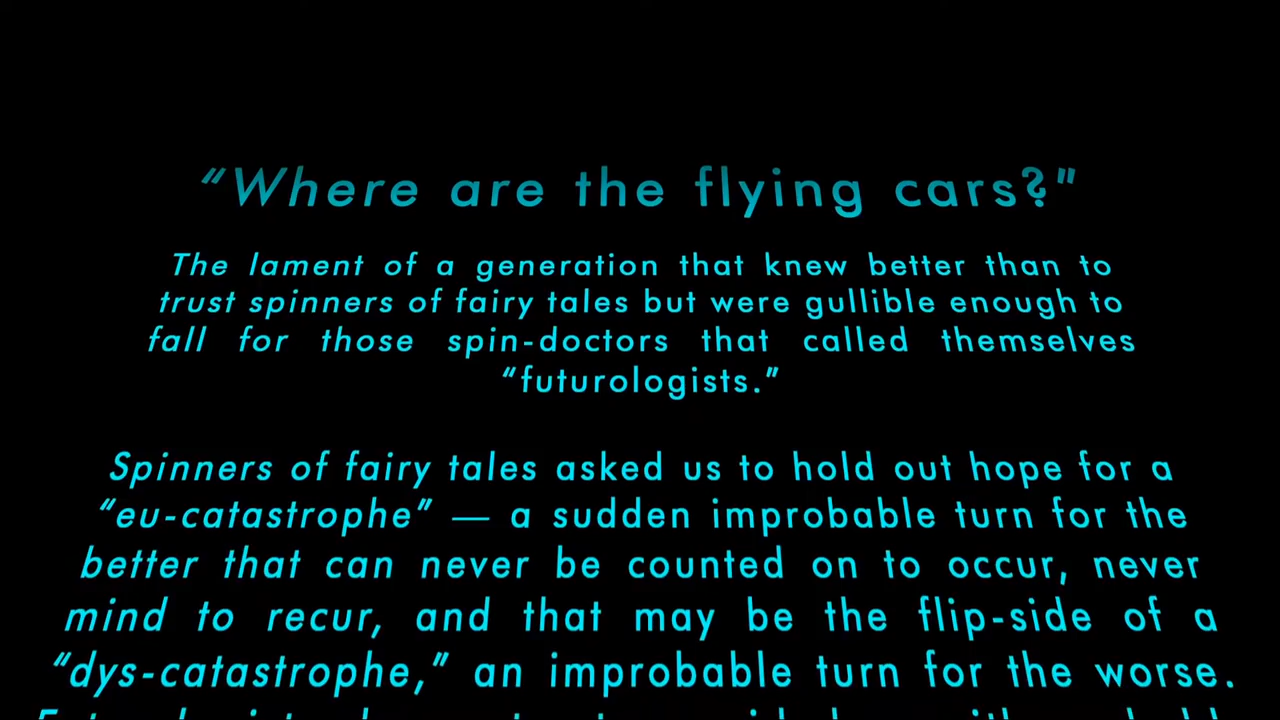 “Where are the flying cars?”
The lament of a generation that knew better than to
trust spinners of fairy tales but were gullible enough to
fall for those spin-doctors that called themselves
“futurologists.”
Spinners of fairy tales asked us to hold out hope for a
“eu-catastrophe” — a sudden improbable turn for the
better that can never be counted on to occur, never
mind to recur, and that may be the flip-side of a
“dys-catastrophe,” an improbable turn for the worse.